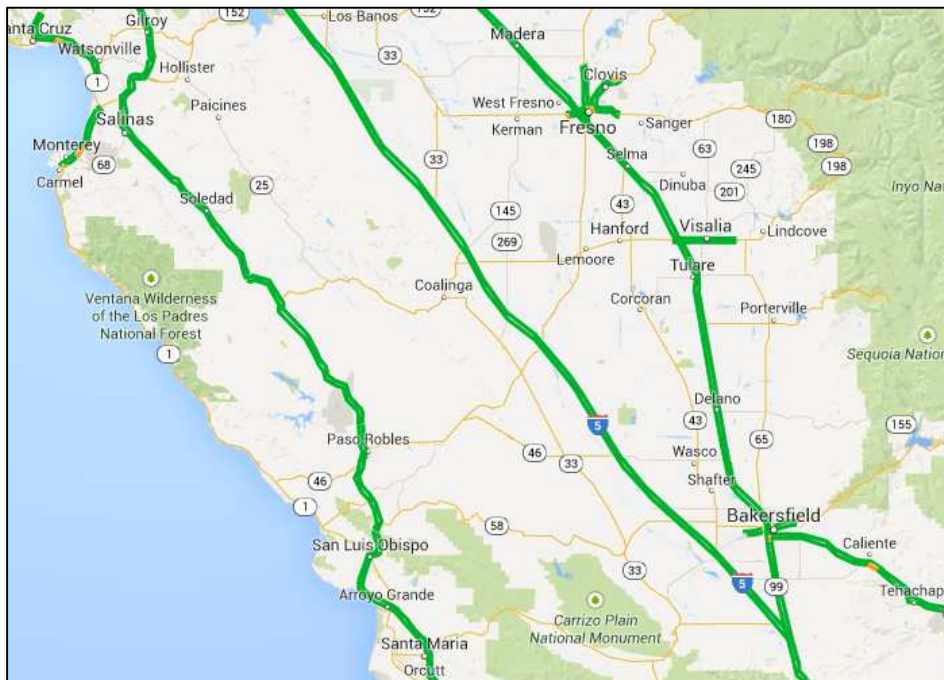 152
152
Gilroy
Los Banos
Santa Cruz
Madera
Watsonville
33
Clovis
Hollister
1
West Fresno
Paicines
Kerman
Fresno
Sanger
180
Salinas
Monterey
68
33
Selma
63
198
Carmel
25
Dinuba
245
198
201
Inyo Nat
Soledad
145
43
Hanford
Visalia
Lindcove
269
Lemoore
Tulare
Coalinga
Corcoran
Porterville
Ventana Wilderness
of the Los Padres
National Forest
1
Sequoia Nation
Delano
5
43
155
Paso Robles
46
33
Wasco
65
46
Shafter
1
Bakersfield
58
San Luis Obispo
Caliente
33
5
99
Arroyo Grande
Tehachap
Carrizo Plain
National Monument
Santa Maria
Orcutt